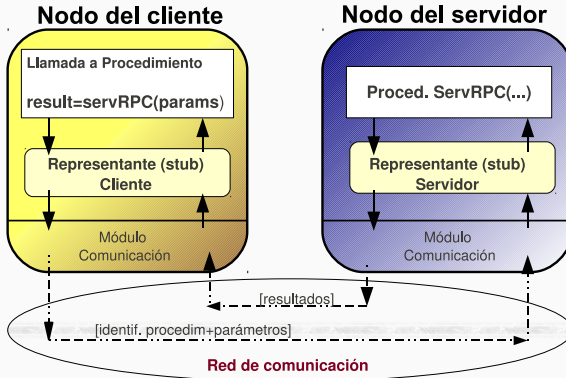 Nodo del cliente
Nodo del servidor
Llamada a Procedimiento
result=servRPC(params)
Proced. ServRPC(...)
Representante (stub)
Cliente
Representante (stub)
Servidor
Módulo
Comunicación
Módulo
Comunicación
[resultados]
[identif. procedim+parámetros]
Red de comunicación